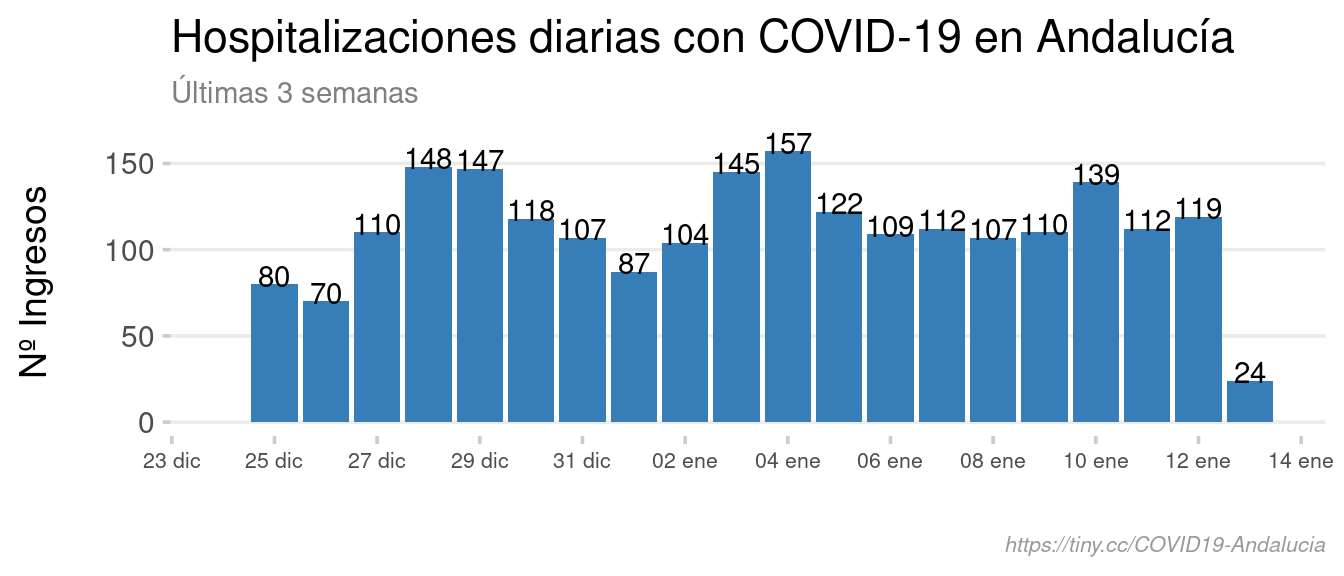 Hospitalizaciones diarias con COVID-19 en Andalucía
Últimas 3 semanas
Nº Ingresos
150
100
50
0
80 70 110 148 147 118 107 87 104 145 157 122 109 112 107 110 139 112 119 24
23 dic 25 dic 27 dic 29 dic 31 dic 02 ene 04 ene 06 ene 08 ene 10 ene 12 ene 14 ene
https://tiny.cc/COVID19-Andalucia